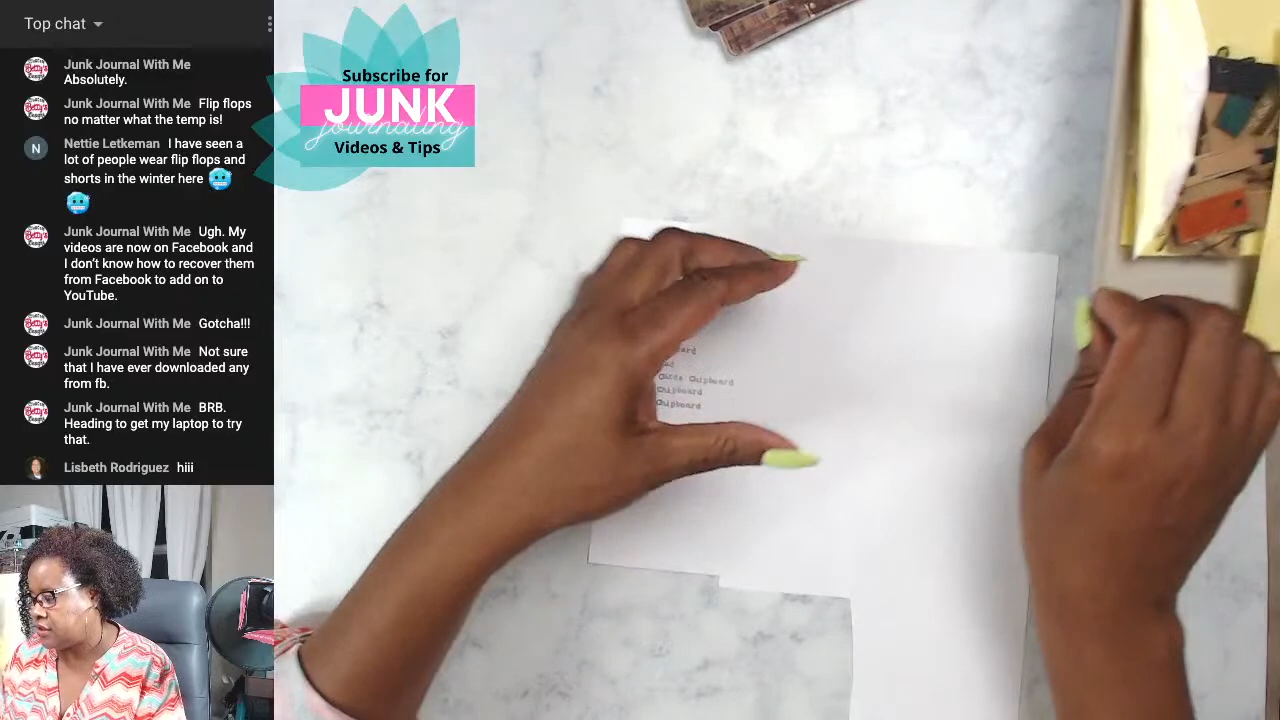 Top chat
Junk Journal With Me
Absolutely.
Junk Journal With Me Flip flops
no matter what the temp is!
N
Nettie Letkeman I have seen a
lot of people wear flip flops and
shorts in the winter here 🥶
🥶
Junk Journal With Me Ugh. My
videos are now on Facebook and
I don't know how to recover them
from Facebook to add on to
YouTube.
Junk Journal With Me Gotcha!!!
Junk Journal With Me Not sure
that I have ever downloaded any
from fb.
Junk Journal With Me BRB.
Heading to get my laptop to try
that.
Lisbeth Rodriguez hiii
Subscribe for
JUNK
journaling
Videos & Tips
Cards Chipboard
Chipboard
Chipboard